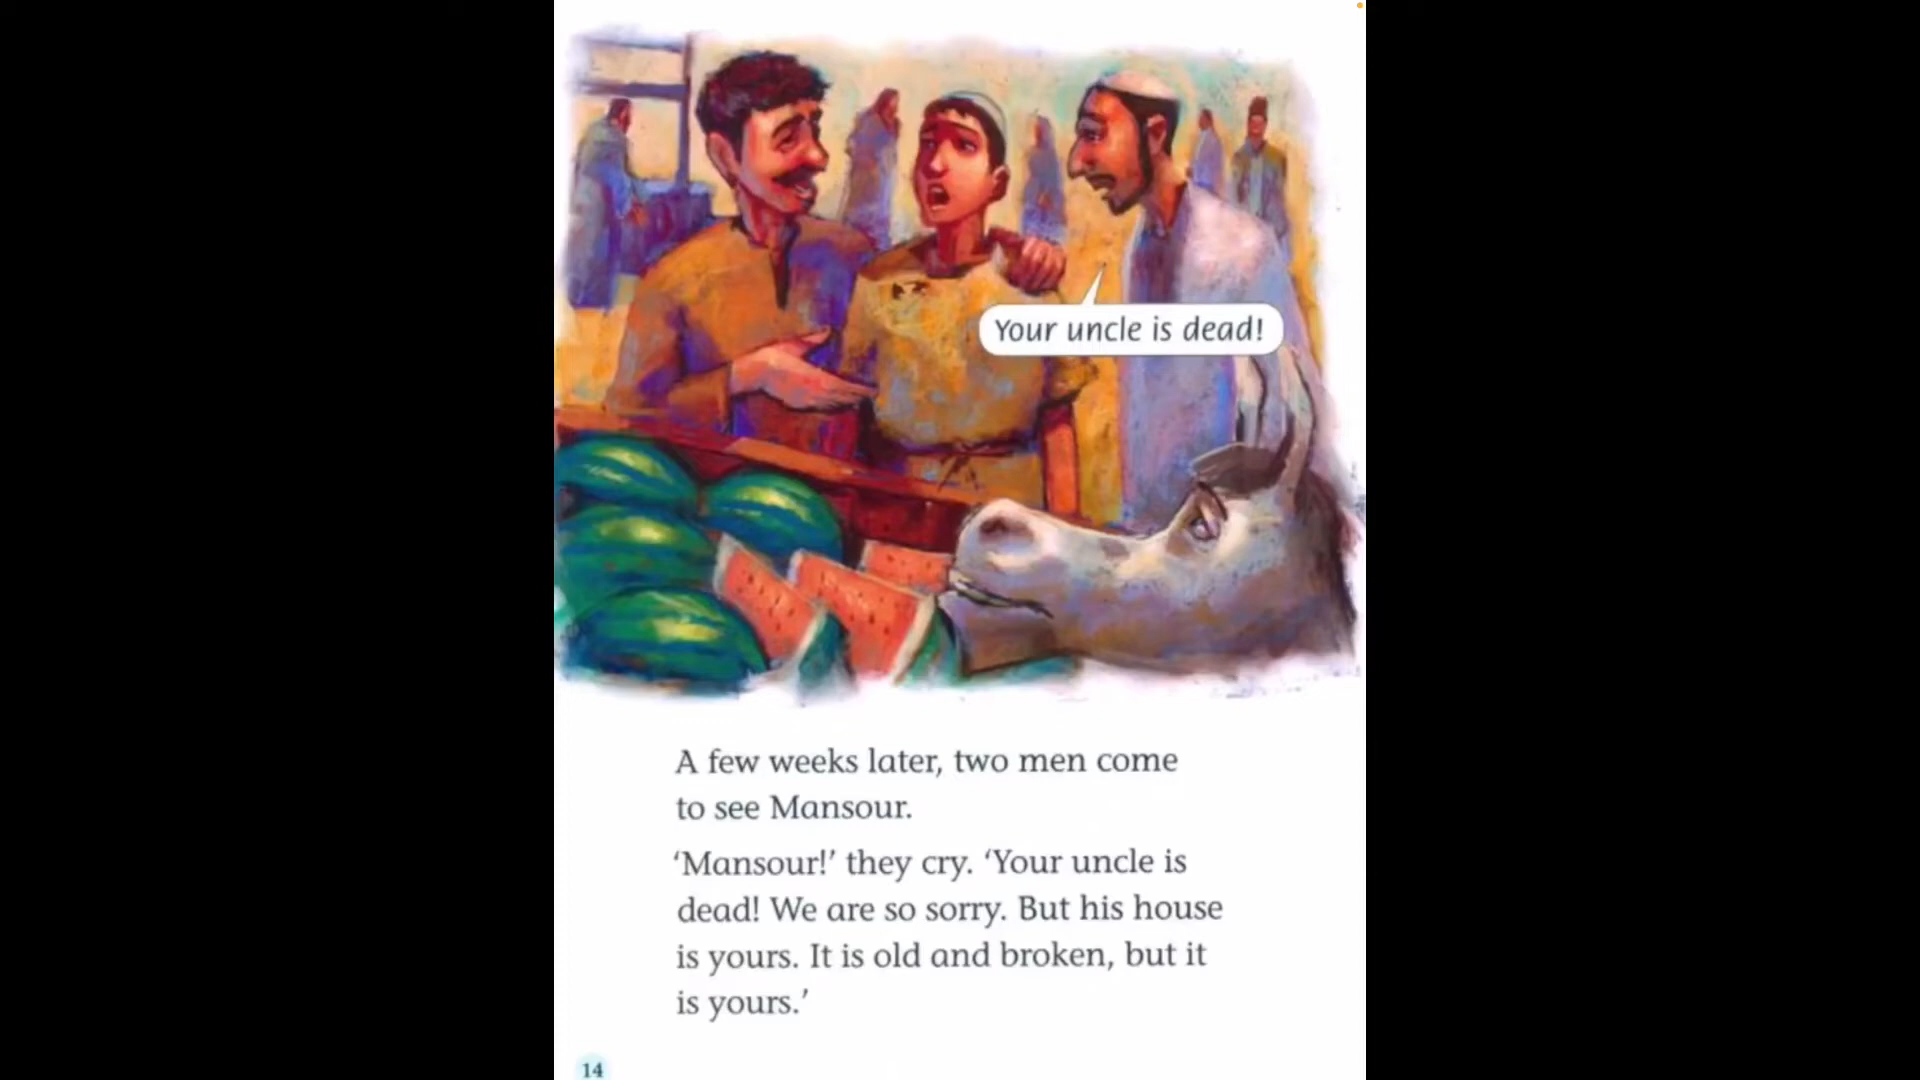 Your uncle is dead!
A few weeks later, two men come
to see Mansour.
‘Mansour!’ they cry. ‘Your uncle is
dead! We are so sorry. But his house
is yours. It is old and broken, but it
is yours.’
14